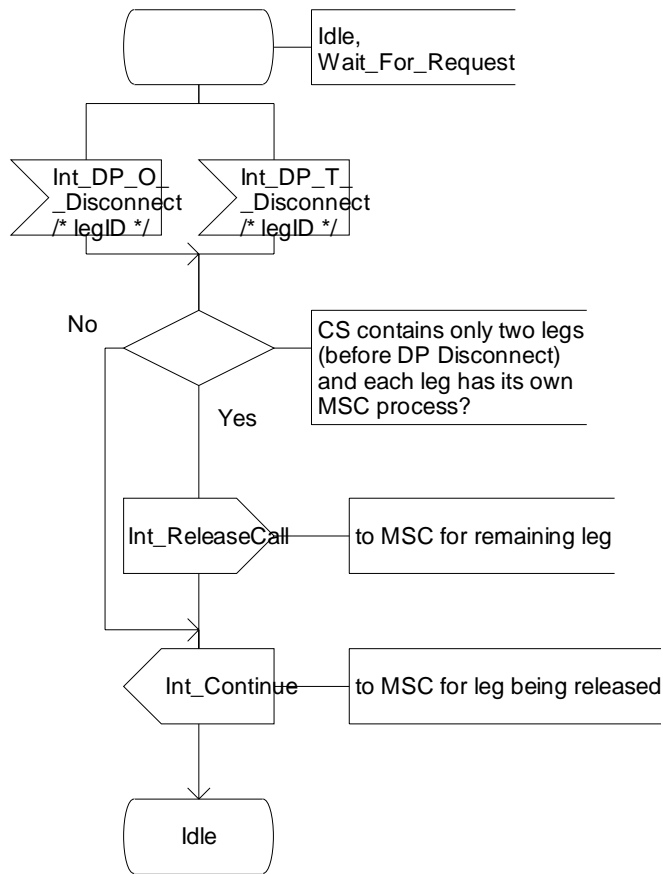 Idle,
Wait_For_Request
Int_DP_O_
_Disconnect
/* legID */
Int_DP_T_
_Disconnect
/* legID */
No
CS contains only two legs
(before DP Disconnect)
and each leg has its own
MSC process?
Yes
Int_ReleaseCall
to MSC for remaining leg
Int_Continue
to MSC for leg being released
Idle